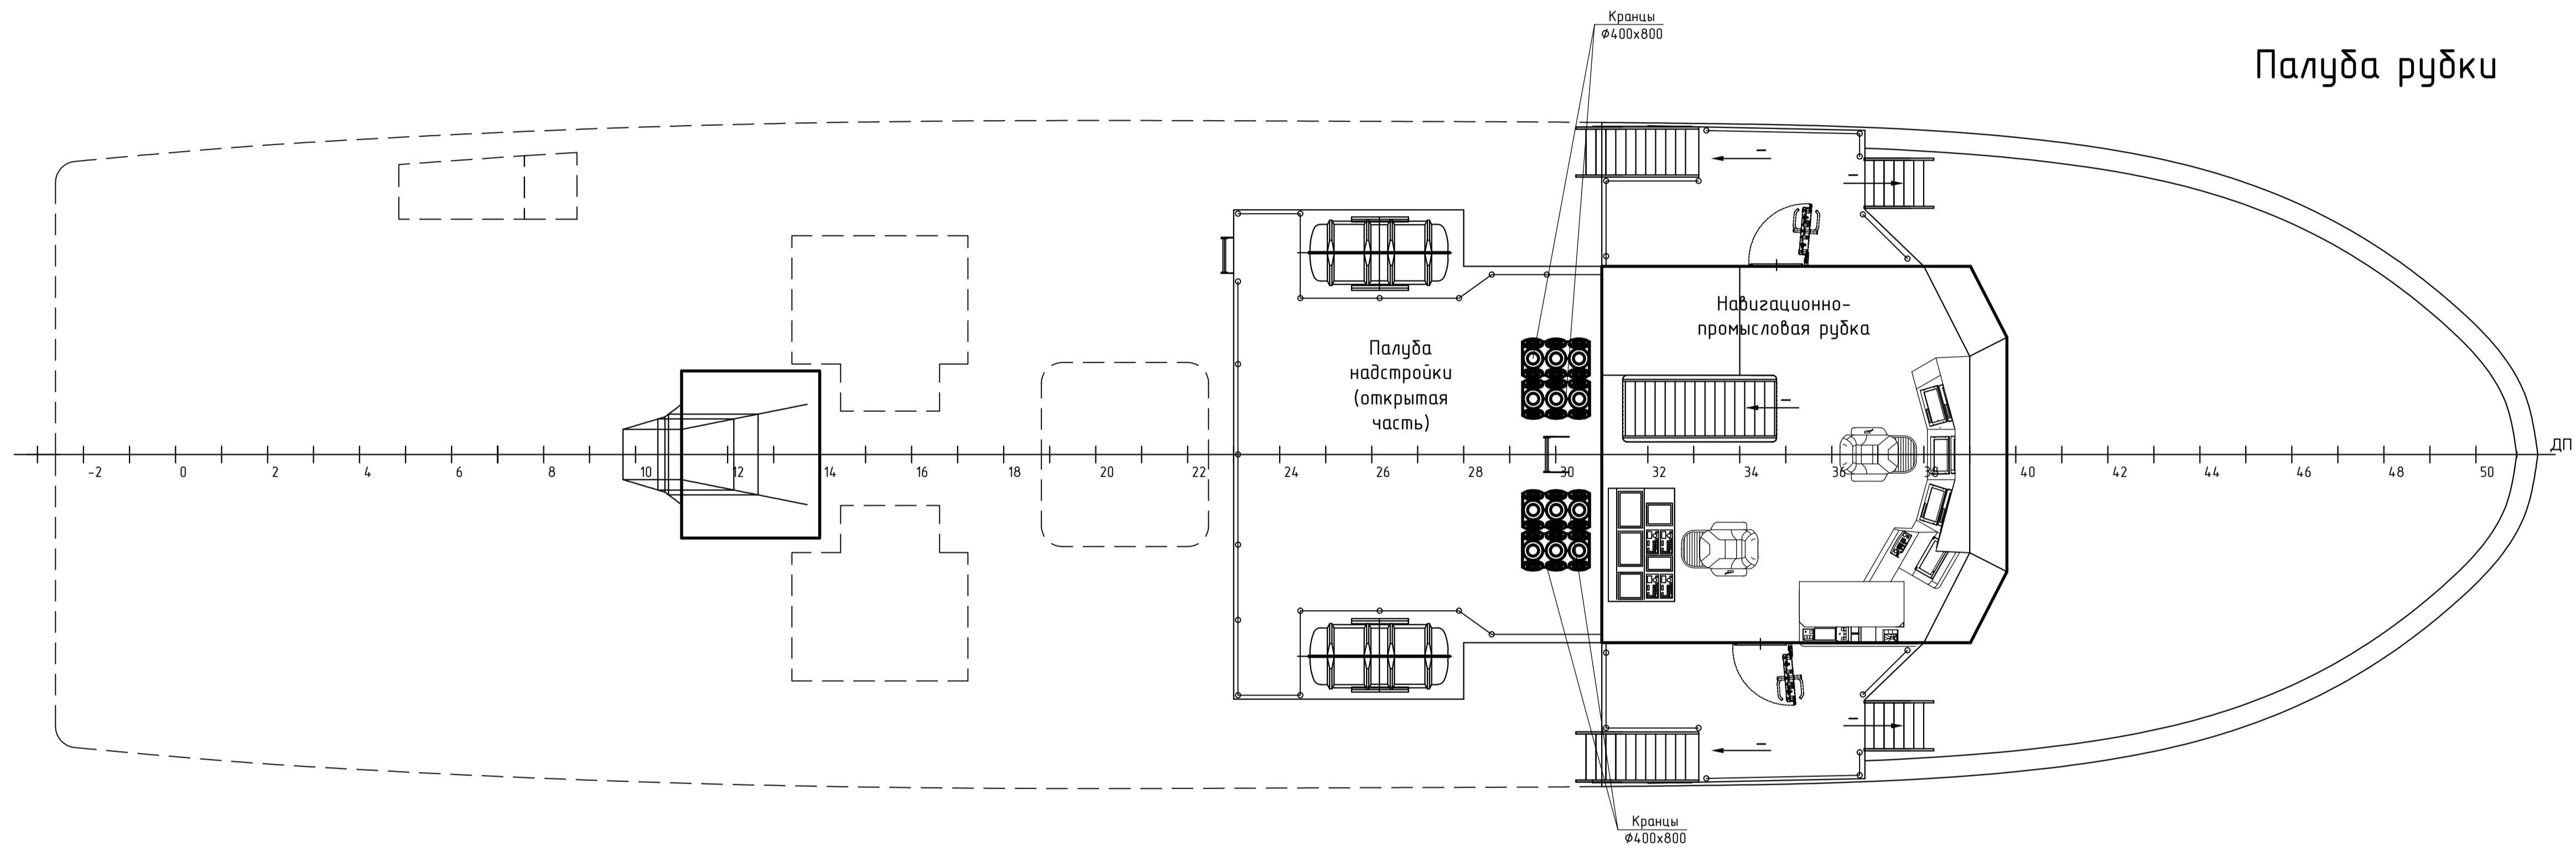 Кранцы
Ø400х800
Палуба рубки
Навигационно-
промысловая рубка
Палуба
надстройки
(открытая
часть)
ДП
-2 0 2 4 6 8 10 12 14 16 18 20 22 24 26 28 30 32 34 36 38 40 42 44 46 48 50
Кранцы
Ø400х800